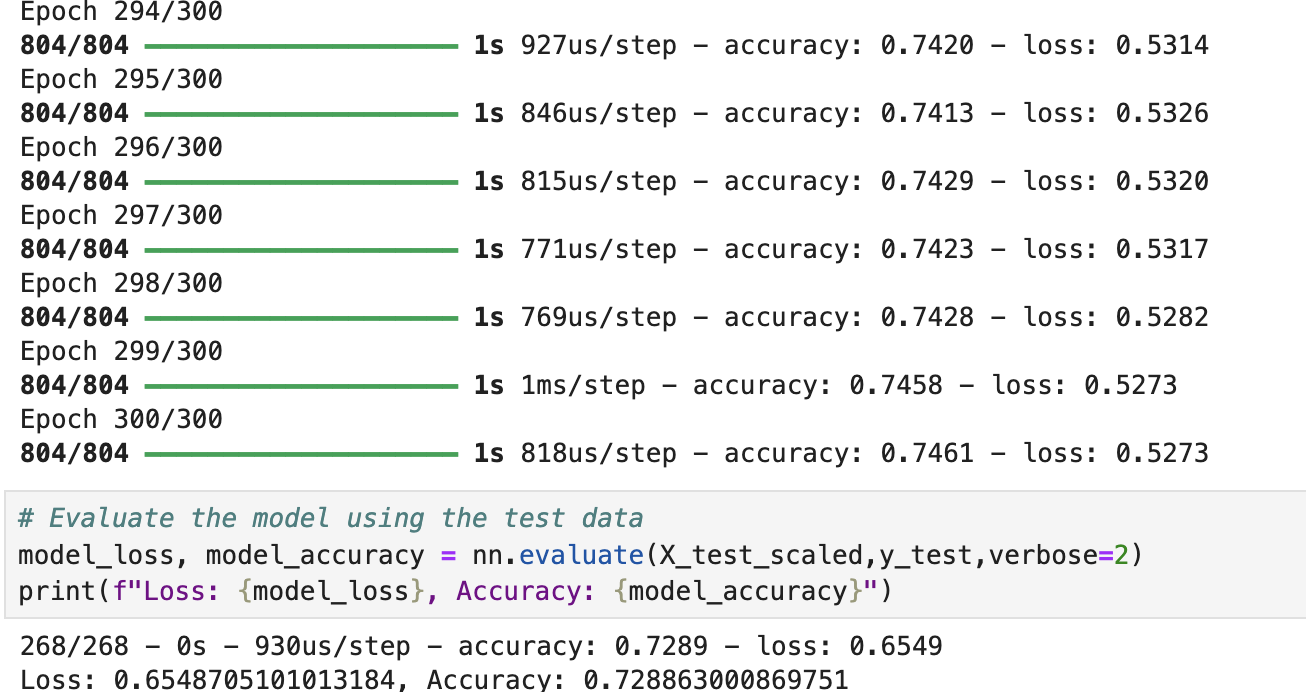 Epoch 294/300
804/804 ━━━━━━━━━━━━━━━━━━━━ 1s 927us/step – accuracy: 0.7420 – loss: 0.5314
Epoch 295/300
804/804 ━━━━━━━━━━━━━━━━━━━━ 1s 846us/step – accuracy: 0.7413 – loss: 0.5326
Epoch 296/300
804/804 ━━━━━━━━━━━━━━━━━━━━ 1s 815us/step – accuracy: 0.7429 – loss: 0.5320
Epoch 297/300
804/804 ━━━━━━━━━━━━━━━━━━━━ 1s 771us/step – accuracy: 0.7423 – loss: 0.5317
Epoch 298/300
804/804 ━━━━━━━━━━━━━━━━━━━━ 1s 769us/step – accuracy: 0.7428 – loss: 0.5282
Epoch 299/300
804/804 ━━━━━━━━━━━━━━━━━━━━ 1s 1ms/step – accuracy: 0.7458 – loss: 0.5273
Epoch 300/300
804/804 ━━━━━━━━━━━━━━━━━━━━ 1s 818us/step – accuracy: 0.7461 – loss: 0.5273
# Evaluate the model using the test data
model_loss, model_accuracy = nn.evaluate(X_test_scaled,y_test,verbose=2)
print(f"Loss: {model_loss}, Accuracy: {model_accuracy}")
268/268 – 0s – 930us/step – accuracy: 0.7289 – loss: 0.6549
Loss: 0.6548705101013184, Accuracy: 0.728863000869751